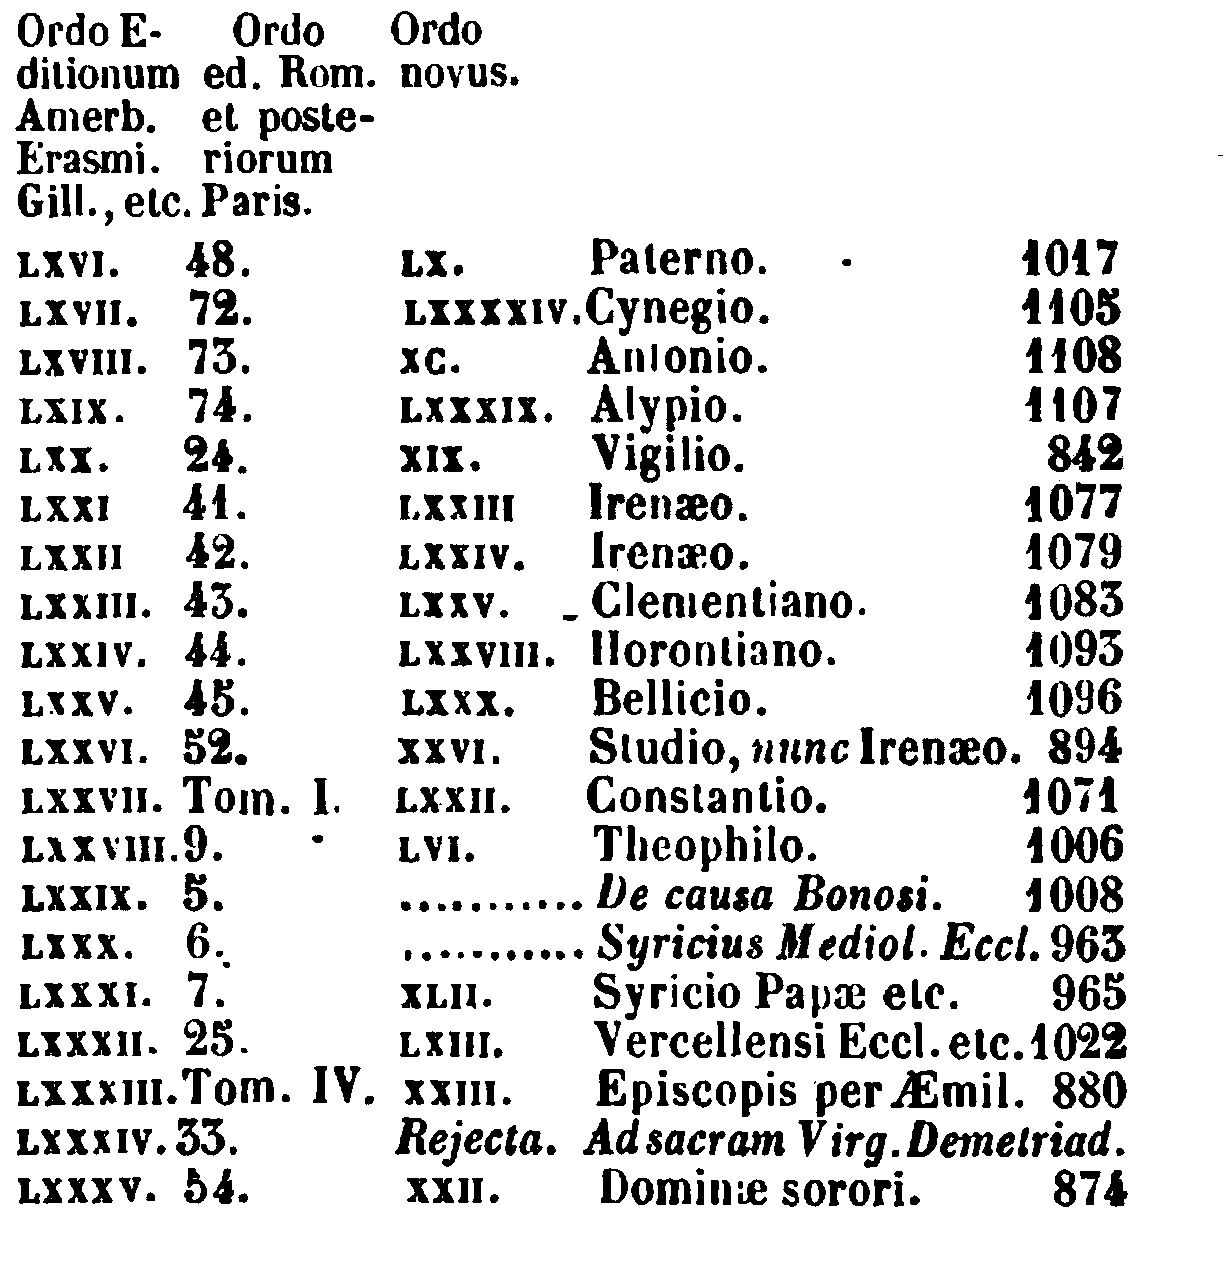 Ordo E- Ordo Ordo
ditionum ed. Rom. novus.
Amerb. et poste-
Erasmi. riorum
Gill., etc. Paris.
LXVI. 48. LX. Paterno. 1017
LXVII. 72. LXXXXIV. Cynegio. 1105
LXVIII. 73. XC. Antonio. 1108
LXIX. 74. LXXXIX. Alypio. 1107
LXX. 24. XIX. Vigilio. 842
LXXI 41. LXXIII Irenæo. 1077
LXXII 42. LXXIV. Irenæo. 1079
LXXIII. 43. LXXV. Clementiano. 1083
LXXIV. 44. LXXVIII. Horontiano. 1093
LXXV. 45. LXXX. Bellicio. 1096
LXXVI. 52. XXVI. Studio, nunc Irenæo. 894
LXXVII. Tom. I. LXXII. Constantio. 1071
LXXVIII. 9. LVI. Theophilo. 1006
LXXIX. 5. ........... De causa Bonosi. 1008
LXXX. 6. ........... Syricius Mediol. Eccl. 963
LXXXI. 7. XLII. Syricio Papæ etc. 965
LXXXII. 25. LXIII. Vercellensi Eccl. etc. 1022
LXXXIII. Tom. IV. XXIII. Episcopis per Æmil. 880
LXXXIV. 33. Rejecta. Ad sacram Virg. Demetriad.
LXXXV. 54. XXII. Dominæ sorori. 874